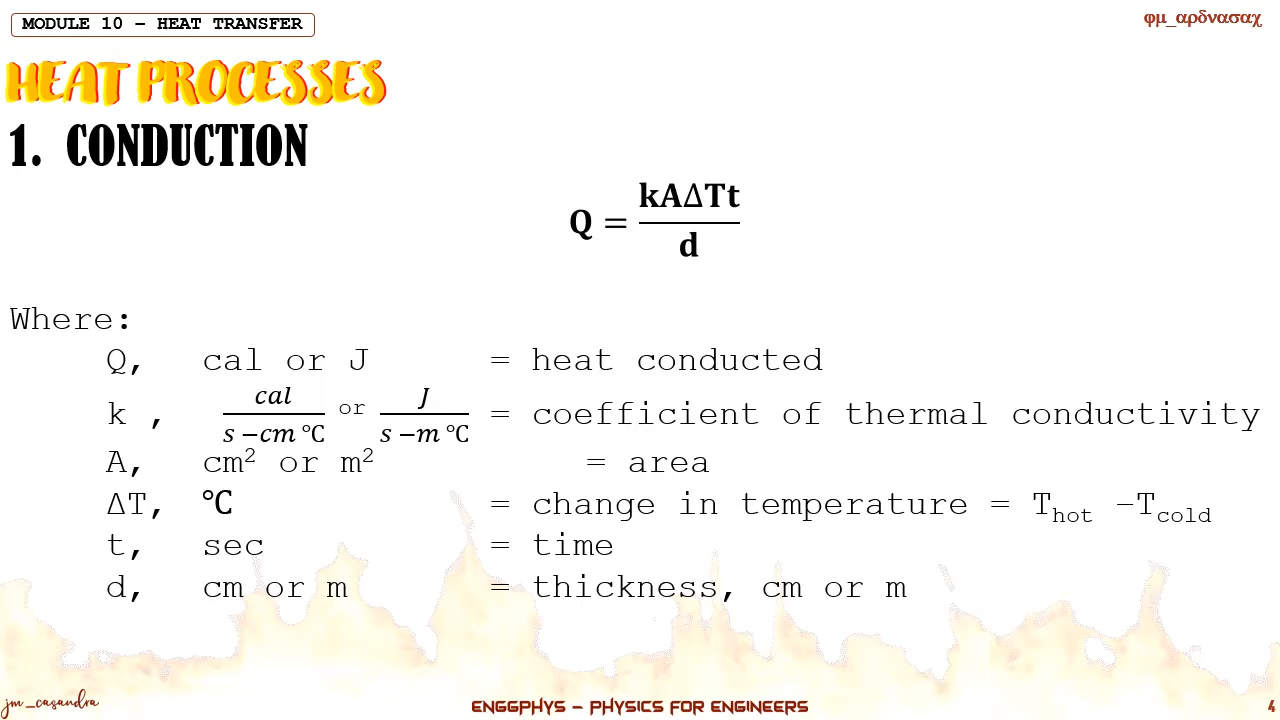 MODULE 10 – HEAT TRANSFER
φμ_αρδνασαχ
HEAT PROCESSES
1. CONDUCTION
Q = kAΔTt / d
Where:
Q, cal or J = heat conducted
k , cal / s −cm ℃ or J / s −m ℃ = coefficient of thermal conductivity
A, cm² or m² = area
ΔT, ℃ = change in temperature = Thot –Tcold
t, sec = time
d, cm or m = thickness, cm or m
jm_casandra
ENGGPHYS – PHYSICS FOR ENGINEERS
4